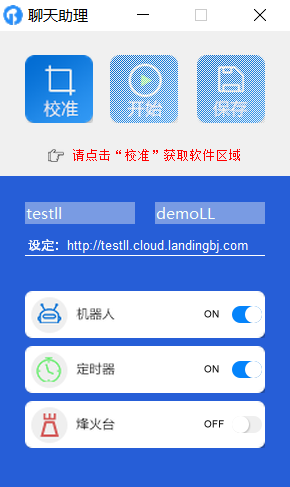 聊天助理
校准 开始 保存
请点击“校准”获取软件区域
testll demoLL
设定：http://testll.cloud.landingbj.com
机器人 ON
定时器 ON
烽火台 OFF